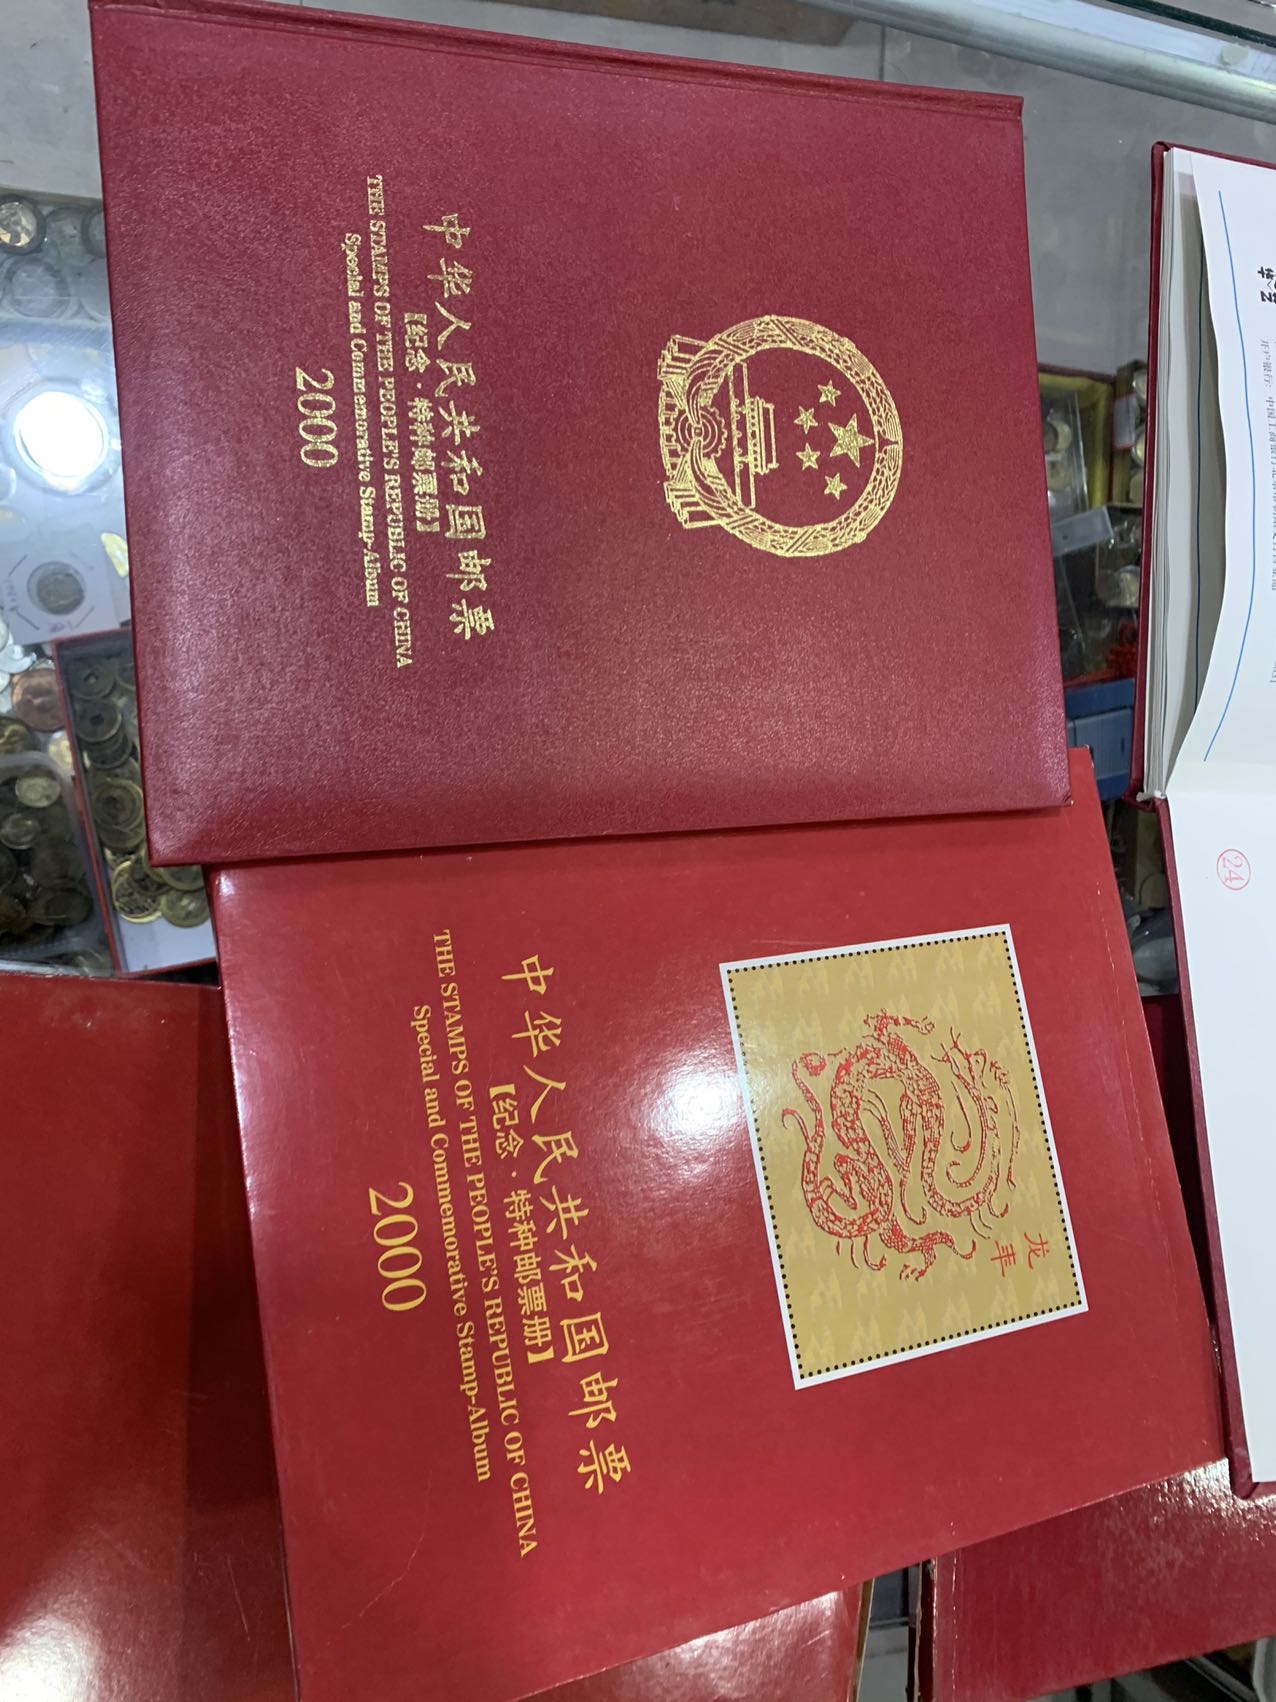 中华人民共和国邮票
【纪念·特种邮票册】
THE STAMPS OF THE PEOPLE'S REPUBLIC OF CHINA
Special and Commemorative Stamp-Album
2000
龙年
中华人民共和国邮票
【纪念·特种邮票册】
THE STAMPS OF THE PEOPLE'S REPUBLIC OF CHINA
Special and Commemorative Stamp-Album
2000
24